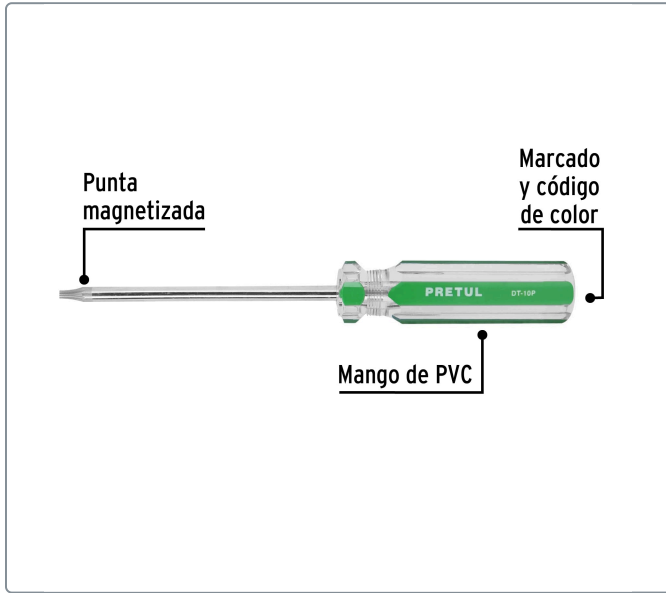 Punta
magnetizada
Marcado
y código
de color
PRETUL DT-10P
Mango de PVC